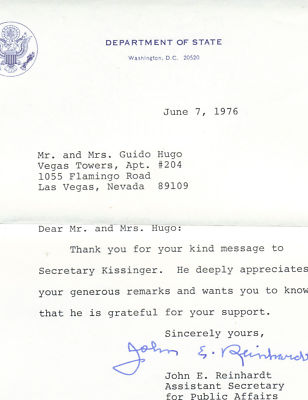 DEPARTMENT OF STATE
Washington, D.C. 20520
June 7, 1976
Mr. and Mrs. Guido Hugo
Vegas Towers, Apt. #204
1055 Flamingo Road
Las Vegas, Nevada 89109
Dear Mr. and Mrs. Hugo:
Thank you for your kind message to
Secretary Kissinger. He deeply appreciates
your generous remarks and wants you to know
that he is grateful for your support.
Sincerely yours,
John E. Reinhardt
John E. Reinhardt
Assistant Secretary
for Public Affairs